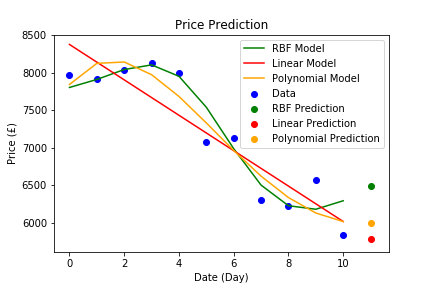 Price Prediction
8500
8000
7500
7000
6500
6000
Price (£)
0
2
4
6
8
10
Date (Day)
RBF Model
Linear Model
Polynomial Model
Data
RBF Prediction
Linear Prediction
Polynomial Prediction